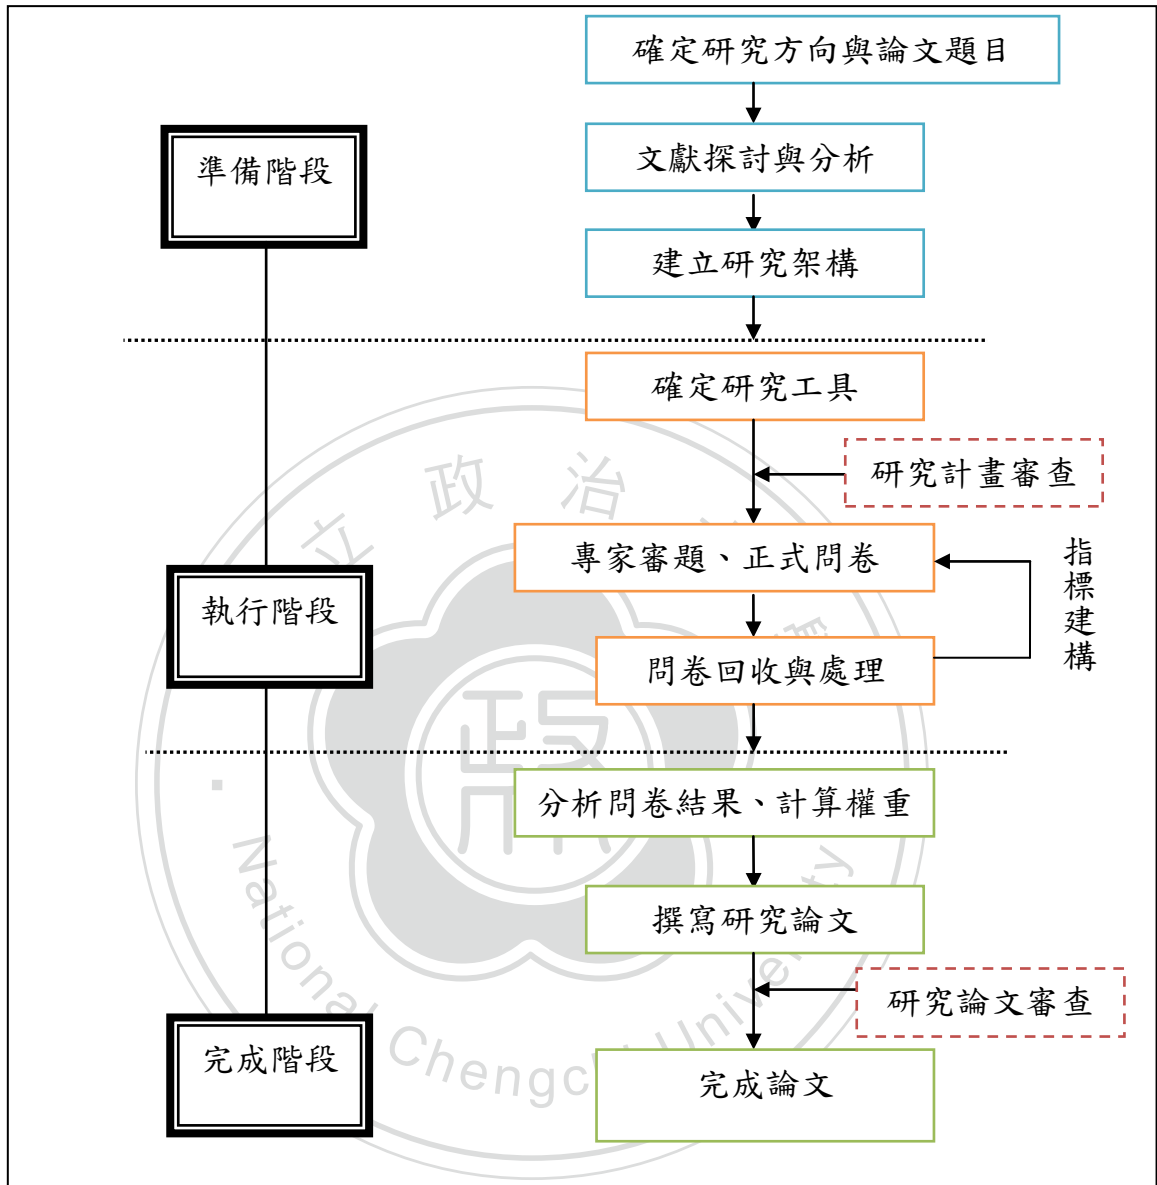 確定研究方向與論文題目
準備階段
文獻探討與分析
建立研究架構
確定研究工具
研究計畫審查
專家審題、正式問卷
指標建構
執行階段
問卷回收與處理
分析問卷結果、計算權重
撰寫研究論文
研究論文審查
完成階段
完成論文
立政治
National Chengchi University